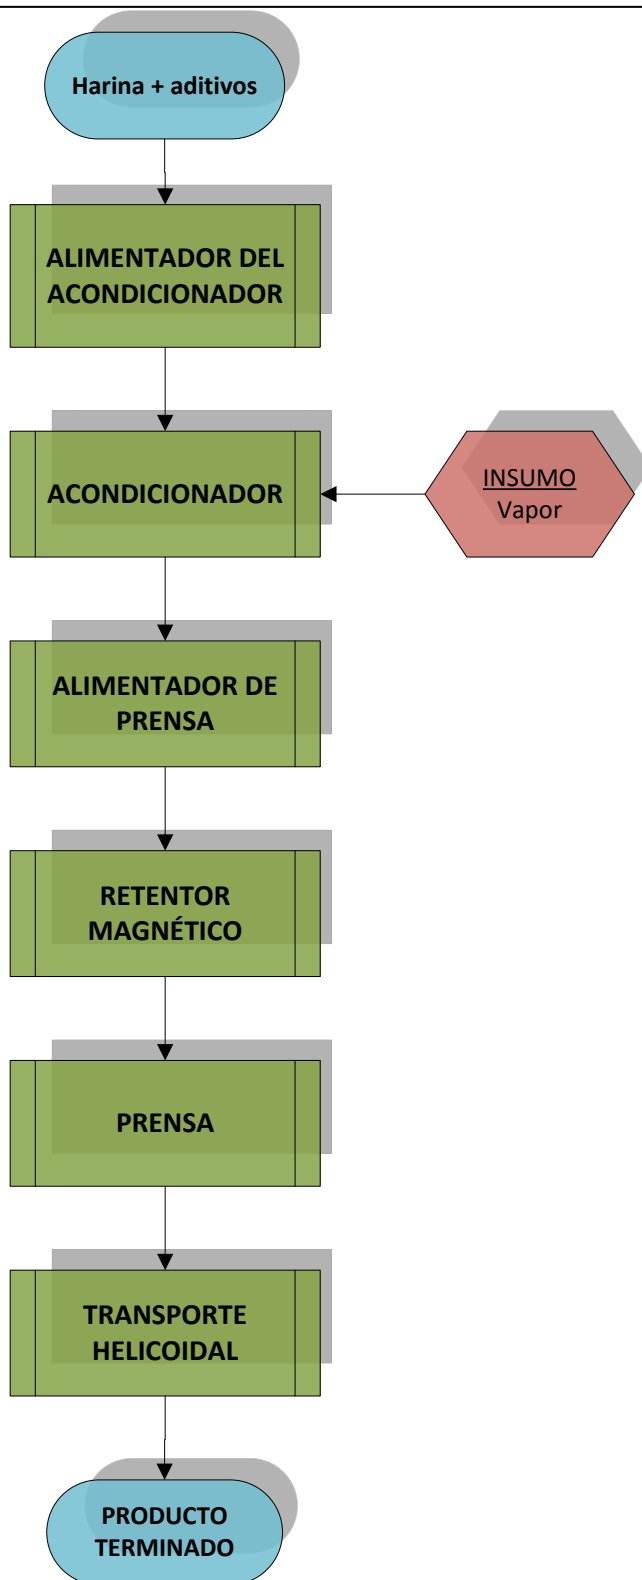 Harina + aditivos
ALIMENTADOR DEL
ACONDICIONADOR
ACONDICIONADOR
INSUMO
Vapor
ALIMENTADOR DE
PRENSA
RETENTOR
MAGNÉTICO
PRENSA
TRANSPORTE
HELICOIDAL
PRODUCTO
TERMINADO